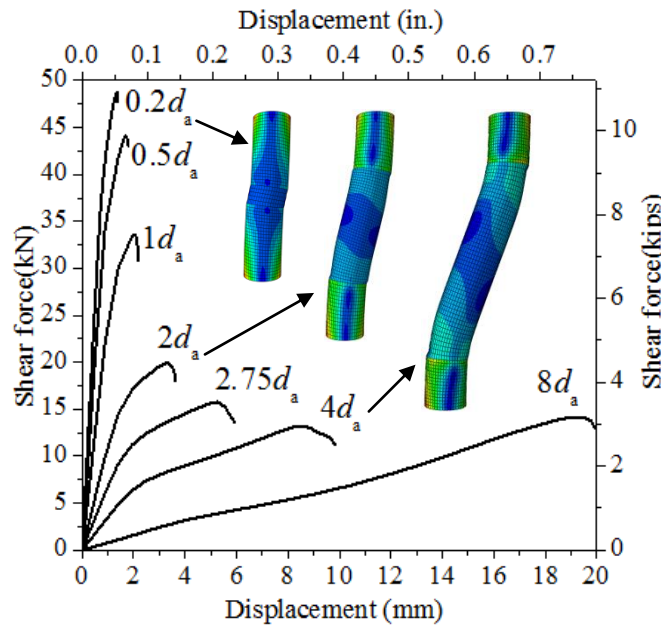 Displacement (in.)
0.0 0.1 0.2 0.3 0.4 0.5 0.6 0.7
50
45
40
35
30
25
20
15
10
5
0
Shear force(kN)
0.2dₐ
0.5dₐ
1dₐ
2dₐ
2.75dₐ
4dₐ
8dₐ
10
8
6
4
2
0
Shear force(kips)
0 2 4 6 8 10 12 14 16 18 20
Displacement (mm)